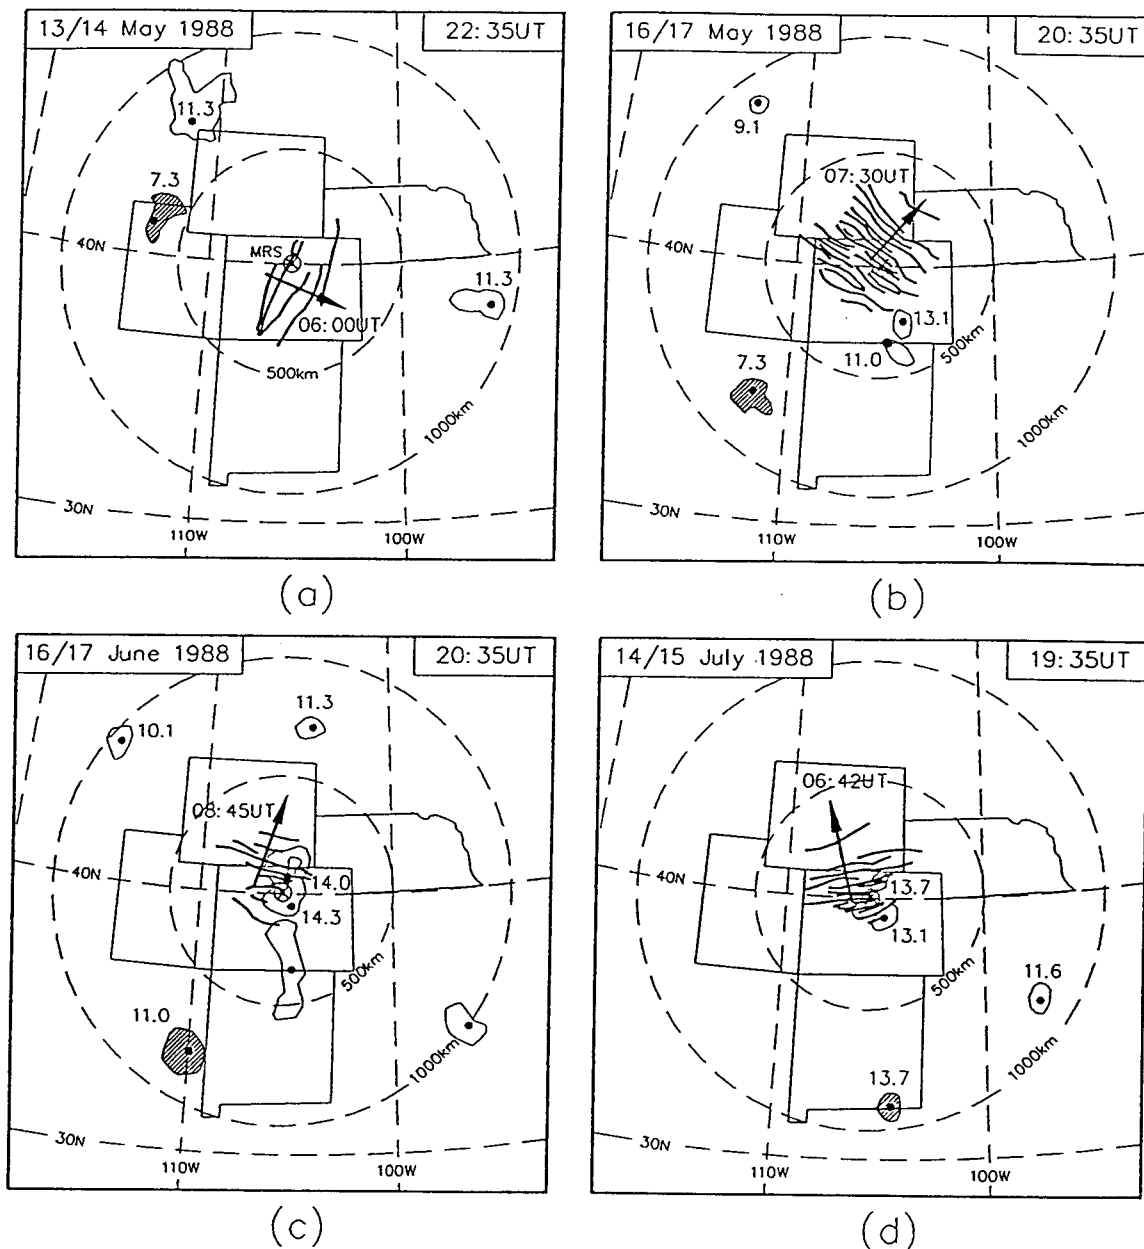 13/14 May 1988
22:35UT
11.3
7.3
40N
MRS
11.3
06:00UT
500km
1000km
30N
110W
100W
(a)
16/17 May 1988
20:35UT
9.1
07:30UT
40N
13.1
11.0
500km
7.3
1000km
30N
110W
100W
(b)
16/17 June 1988
20:35UT
11.3
10.1
08:45UT
40N
14.0
14.3
500km
11.0
1000km
30N
110W
100W
(c)
14/15 July 1988
19:35UT
06:42UT
40N
13.7
13.1
500km
11.6
1000km
13.7
30N
110W
100W
(d)